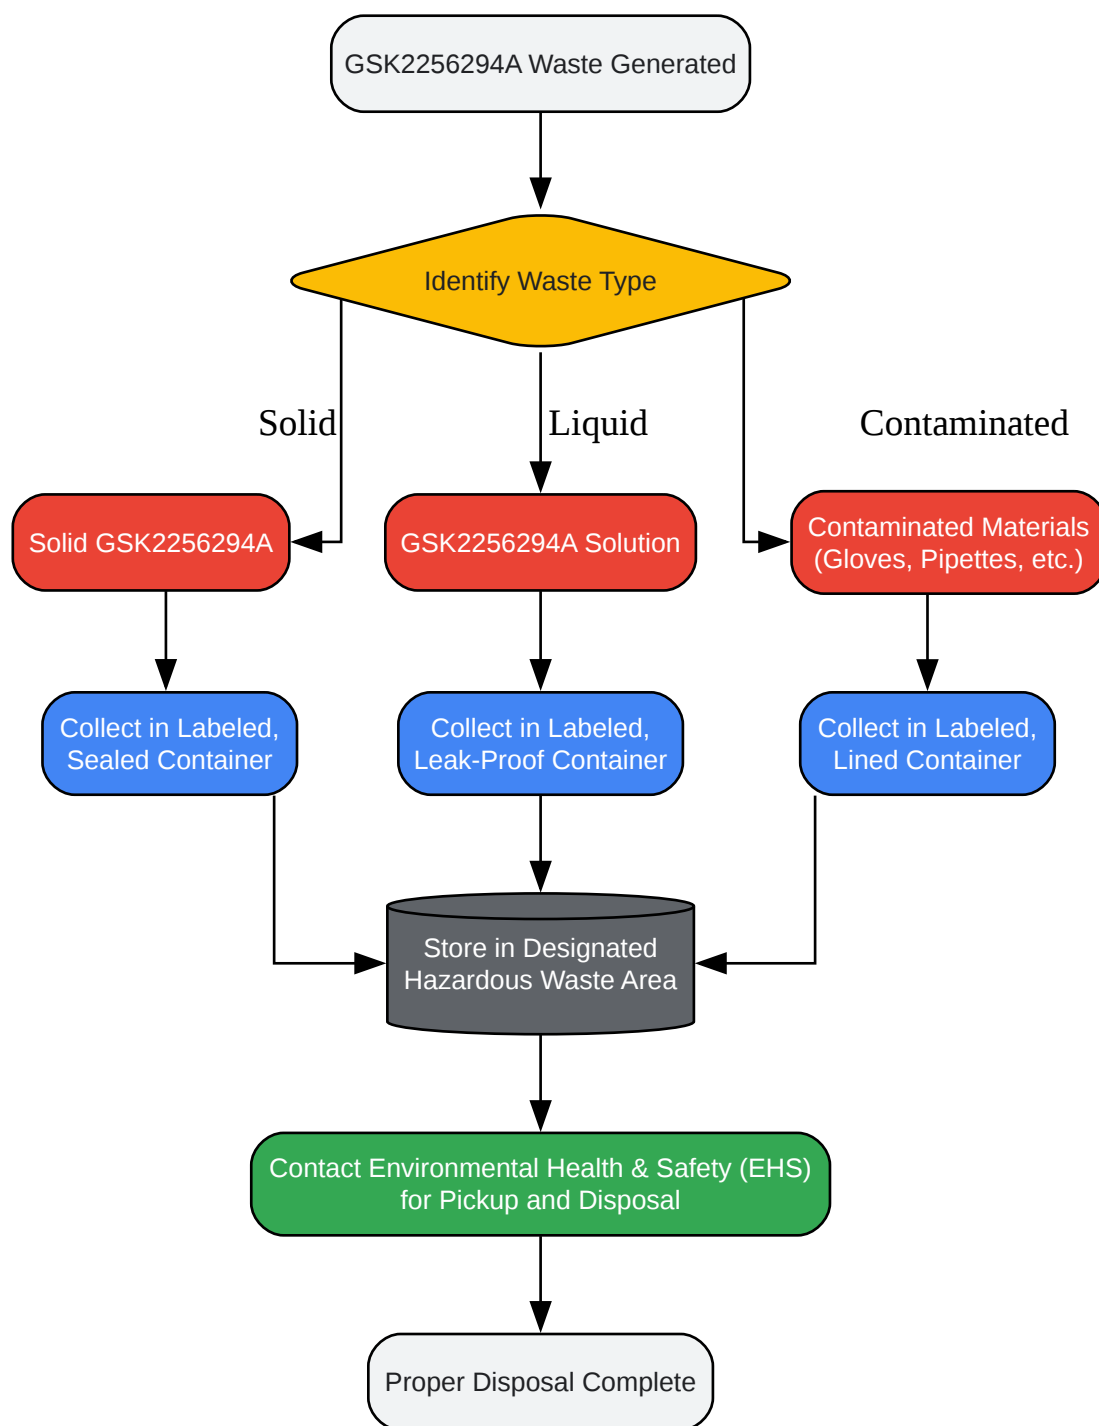 GSK2256294A Waste Generated
Identify Waste Type
Solid
Liquid
Contaminated
Solid GSK2256294A
GSK2256294A Solution
Contaminated Materials
(Gloves, Pipettes, etc.)
Collect in Labeled,
Sealed Container
Collect in Labeled,
Leak-Proof Container
Collect in Labeled,
Lined Container
Store in Designated
Hazardous Waste Area
Contact Environmental Health & Safety (EHS)
for Pickup and Disposal
Proper Disposal Complete